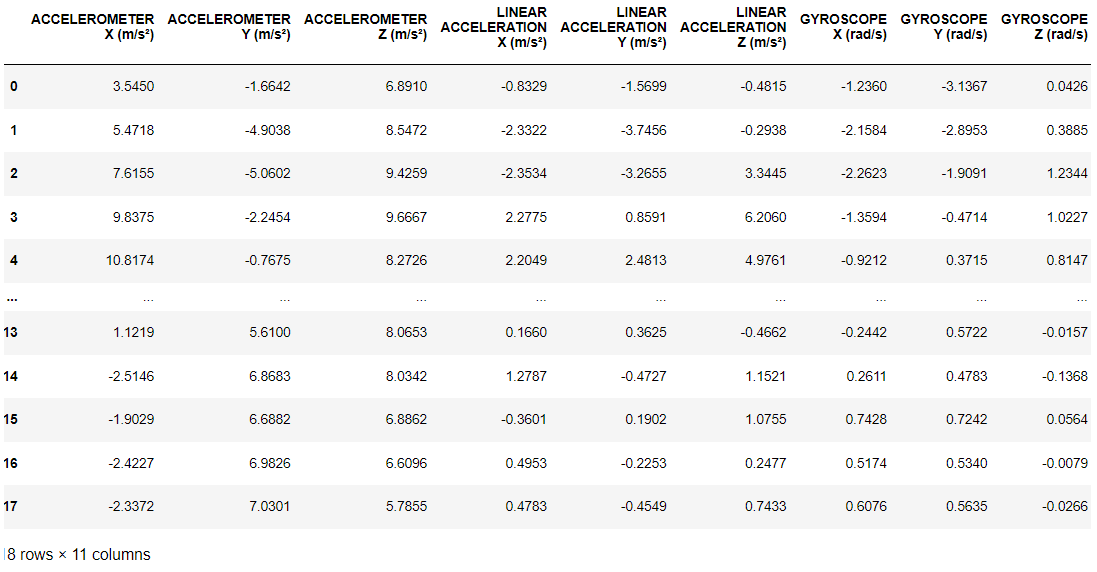 ACCELEROMETER X (m/s²) ACCELEROMETER Y (m/s²) ACCELEROMETER Z (m/s²) LINEAR ACCELERATION X (m/s²) LINEAR ACCELERATION Y (m/s²) LINEAR ACCELERATION Z (m/s²) GYROSCOPE X (rad/s) GYROSCOPE Y (rad/s) GYROSCOPE Z (rad/s)
0 3.5450 -1.6642 6.8910 -0.8329 -1.5699 -0.4815 -1.2360 -3.1367 0.0426
1 5.4718 -4.9038 8.5472 -2.3322 -3.7456 -0.2938 -2.1584 -2.8953 0.3885
2 7.6155 -5.0602 9.4259 -2.3534 -3.2655 3.3445 -2.2623 -1.9091 1.2344
3 9.8375 -2.2454 9.6667 2.2775 0.8591 6.2060 -1.3594 -0.4714 1.0227
4 10.8174 -0.7675 8.2726 2.2049 2.4813 4.9761 -0.9212 0.3715 0.8147
... ... ... ... ... ... ... ... ... ...
13 1.1219 5.6100 8.0653 0.1660 0.3625 -0.4662 -0.2442 0.5722 -0.0157
14 -2.5146 6.8683 8.0342 1.2787 -0.4727 1.1521 0.2611 0.4783 -0.1368
15 -1.9029 6.6882 6.8862 -0.3601 0.1902 1.0755 0.7428 0.7242 0.0564
16 -2.4227 6.9826 6.6096 0.4953 -0.2253 0.2477 0.5174 0.5340 -0.0079
17 -2.3372 7.0301 5.7855 0.4783 -0.4549 0.7433 0.6076 0.5635 -0.0266
18 rows × 11 columns